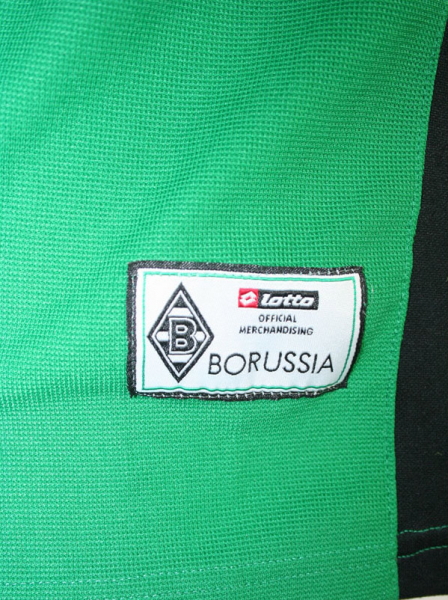 lotto
OFFICIAL
MERCHANDISING
B
BORUSSIA